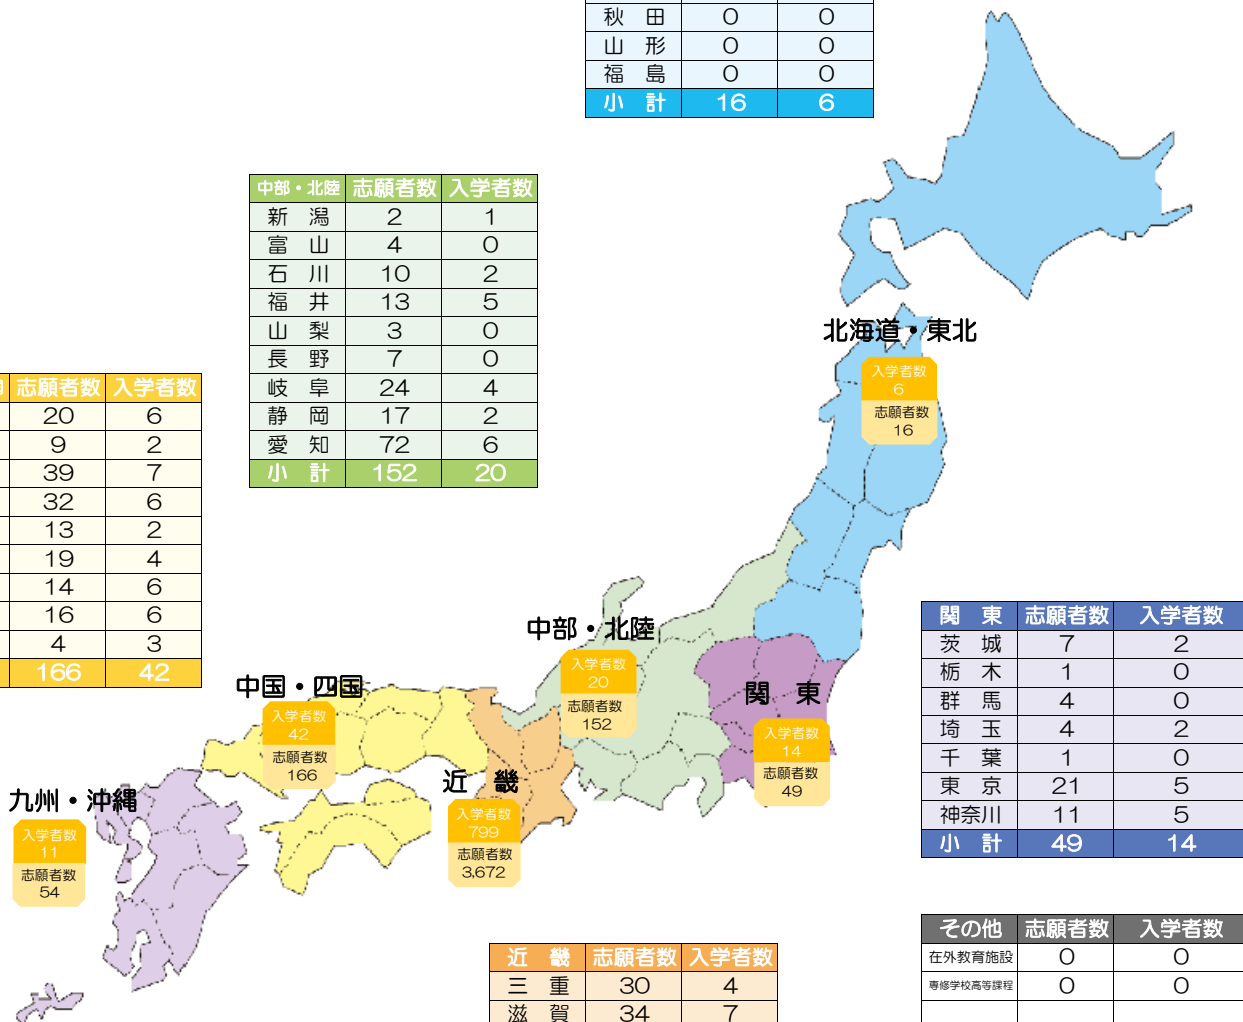 秋　田 0 0
山　形 0 0
福　島 0 0
小　計 16 6
中部・北陸 志願者数 入学者数
新　潟 2 1
富　山 4 0
石　川 10 2
福　井 13 5
山　梨 3 0
長　野 7 0
岐　阜 24 4
静　岡 17 2
愛　知 72 6
小　計 152 20
北海道・東北
入学者数
6
志願者数
16
志願者数 入学者数
20 6
9 2
39 7
32 6
13 2
19 4
14 6
16 6
4 3
166 42
中部・北陸
入学者数
20
志願者数
152
関　東 志願者数 入学者数
茨　城 7 2
栃　木 1 0
群　馬 4 0
埼　玉 4 2
千　葉 1 0
東　京 21 5
神奈川 11 5
小　計 49 14
中国・四国
入学者数
42
志願者数
166
関　東
入学者数
14
志願者数
49
近　畿
入学者数
799
志願者数
3,672
九州・沖縄
入学者数
11
志願者数
54
近　畿 志願者数 入学者数
三　重 30 4
滋　賀 34 7
その他 志願者数 入学者数
在外教育施設 0 0
専修学校高等課程 0 0